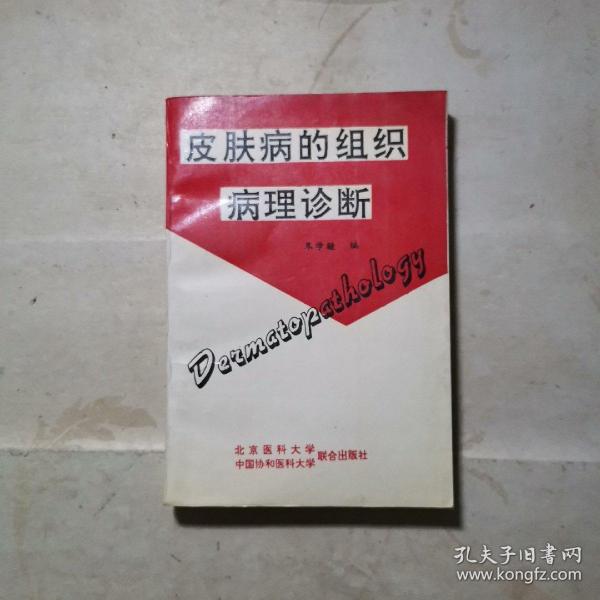 皮肤病的组织
病理诊断
朱学骏 编
Dermatopathology
北京医科大学
中国协和医科大学
联合出版社
孔夫子旧书网
www.kongfz.com